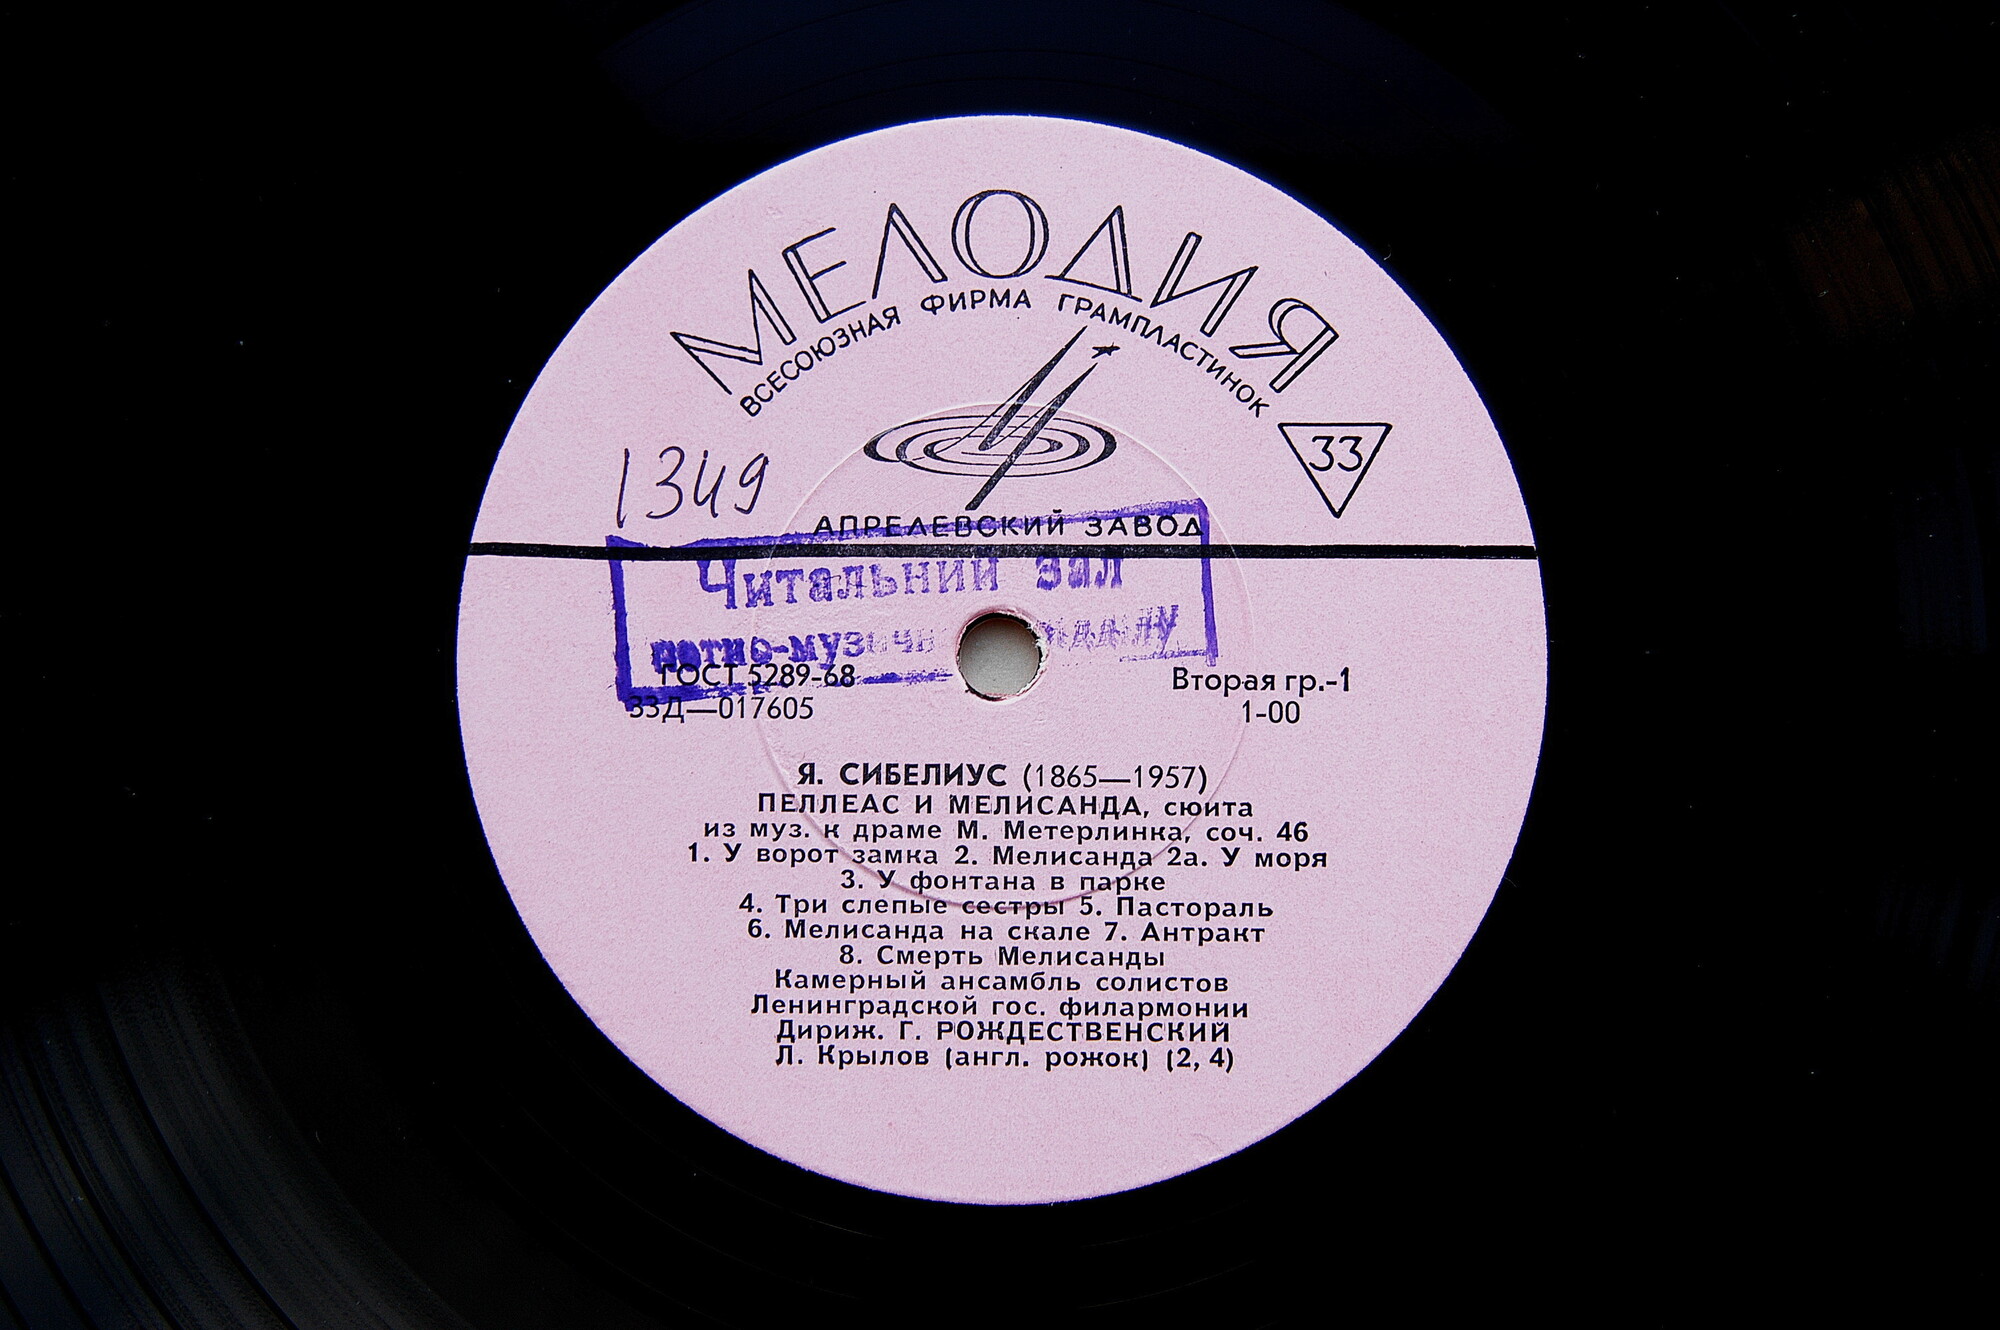 МЕЛОДИЯ
ВСЕСОЮЗНАЯ ФИРМА ГРАМПЛАСТИНОК
33
1349
АПРЕЛЕВСКИЙ ЗАВОД
Читальний зал
нотно-музичн відділу
ГОСТ 5289-68
33Д—017605
Вторая гр.-1
1-00
Я. СИБЕЛИУС (1865—1957)
ПЕЛЛЕАС И МЕЛИСАНДА, сюита
из муз. к драме М. Метерлинка, соч. 46
1. У ворот замка 2. Мелисанда 2а. У моря
3. У фонтана в парке
4. Три слепые сестры 5. Пастораль
6. Мелисанда на скале 7. Антракт
8. Смерть Мелисанды
Камерный ансамбль солистов
Ленинградской гос. филармонии
Дириж. Г. РОЖДЕСТВЕНСКИЙ
Л. Крылов (англ. рожок) (2, 4)